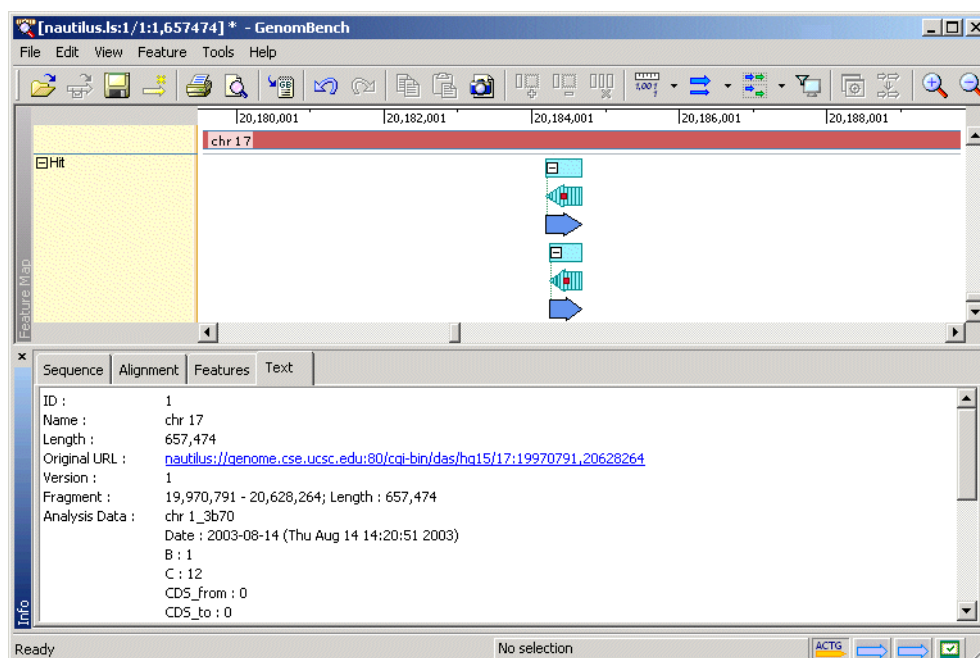 [nautilus.ls:1/1:1,657474] * - GenomBench
File Edit View Feature Tools Help
20,180,001 20,182,001 20,184,001 20,186,001 20,188,001
chr 17
Hit
Feature Map
Sequence Alignment Features Text
ID : 1
Name : chr 17
Length : 657,474
Original URL : nautilus://genome.cse.ucsc.edu:80/cgi-bin/das/hg15/17:19970791,20628264
Version : 1
Fragment : 19,970,791 - 20,628,264; Length : 657,474
Analysis Data : chr 1_3b70
Date : 2003-08-14 (Thu Aug 14 14:20:51 2003)
B : 1
C : 12
CDS_from : 0
CDS_to : 0
Info
Ready No selection ACTG